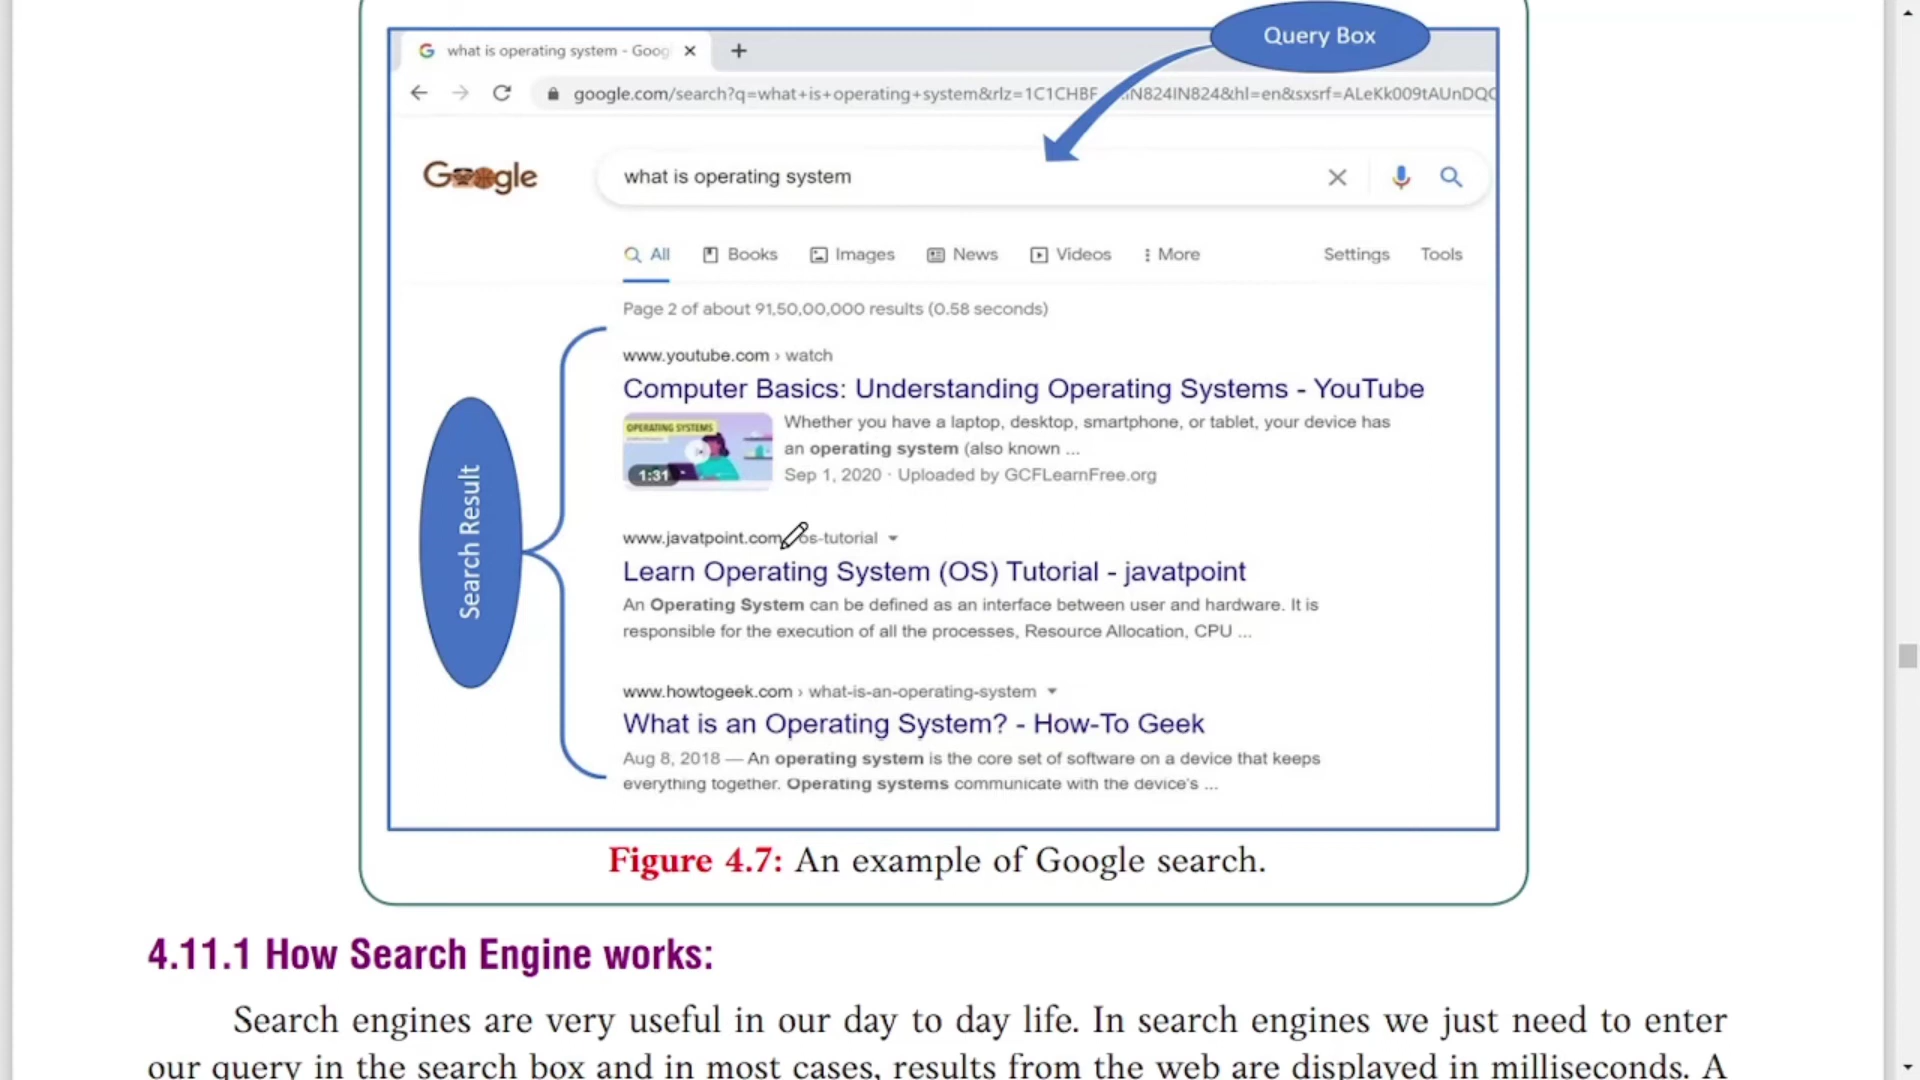 Query Box
what is operating system - Goog
google.com/search?q=what+is+operating+system&rlz=1C1CHBF_ IN824IN824&hl=en&sxsrf=ALeKk009tAUnDQC
Google
what is operating system
All Books Images News Videos More Settings Tools
Page 2 of about 91,50,00,000 results (0.58 seconds)
www.youtube.com › watch
Computer Basics: Understanding Operating Systems - YouTube
OPERATING SYSTEMS
1:31
Whether you have a laptop, desktop, smartphone, or tablet, your device has
an operating system (also known ...
Sep 1, 2020 · Uploaded by GCFLearnFree.org
Search Result
www.javatpoint.com os-tutorial
Learn Operating System (OS) Tutorial - javatpoint
An Operating System can be defined as an interface between user and hardware. It is
responsible for the execution of all the processes, Resource Allocation, CPU ...
www.howtogeek.com › what-is-an-operating-system
What is an Operating System? - How-To Geek
Aug 8, 2018 — An operating system is the core set of software on a device that keeps
everything together. Operating systems communicate with the device's ...
Figure 4.7: An example of Google search.
4.11.1 How Search Engine works:
Search engines are very useful in our day to day life. In search engines we just need to enter
our query in the search box and in most cases, results from the web are displayed in milliseconds. A